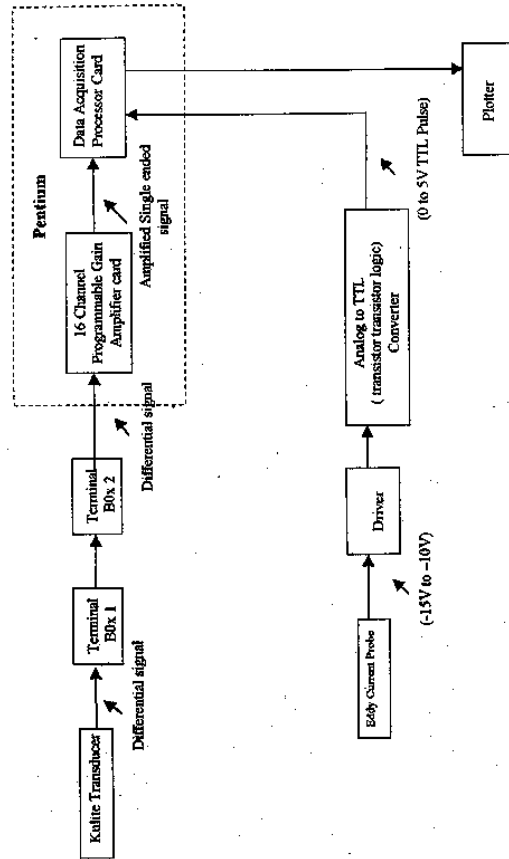 Pentium
Kulite Transducer
Differential signal
Terminal
B0x 1
Terminal
B0x 2
Differential signal
16 Channel
Programmable Gain
Amplifier card
Amplified Single ended
signal
Data Acquisition
Processor Card
Eddy Current Probe
(-15V to –10V)
Driver
Analog to TTL
( transistor transistor logic)
Converter
(0 to 5V TTL Pulse)
Plotter